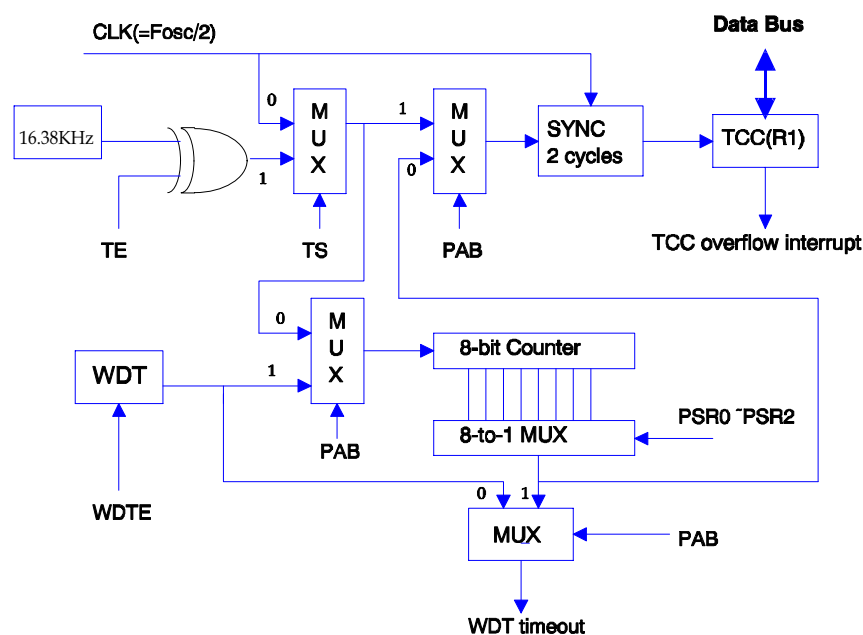 Data Bus
CLK(=Fosc/2)
0
M
U
X
1
M
U
X
SYNC
2 cycles
TCC(R1)
16.38KHz
1
0
TE
TS
PAB
TCC overflow interrupt
0
M
U
X
8-bit Counter
WDT
1
PAB
8-to-1 MUX
PSR0 ~PSR2
WDTE
0
1
MUX
PAB
WDT timeout